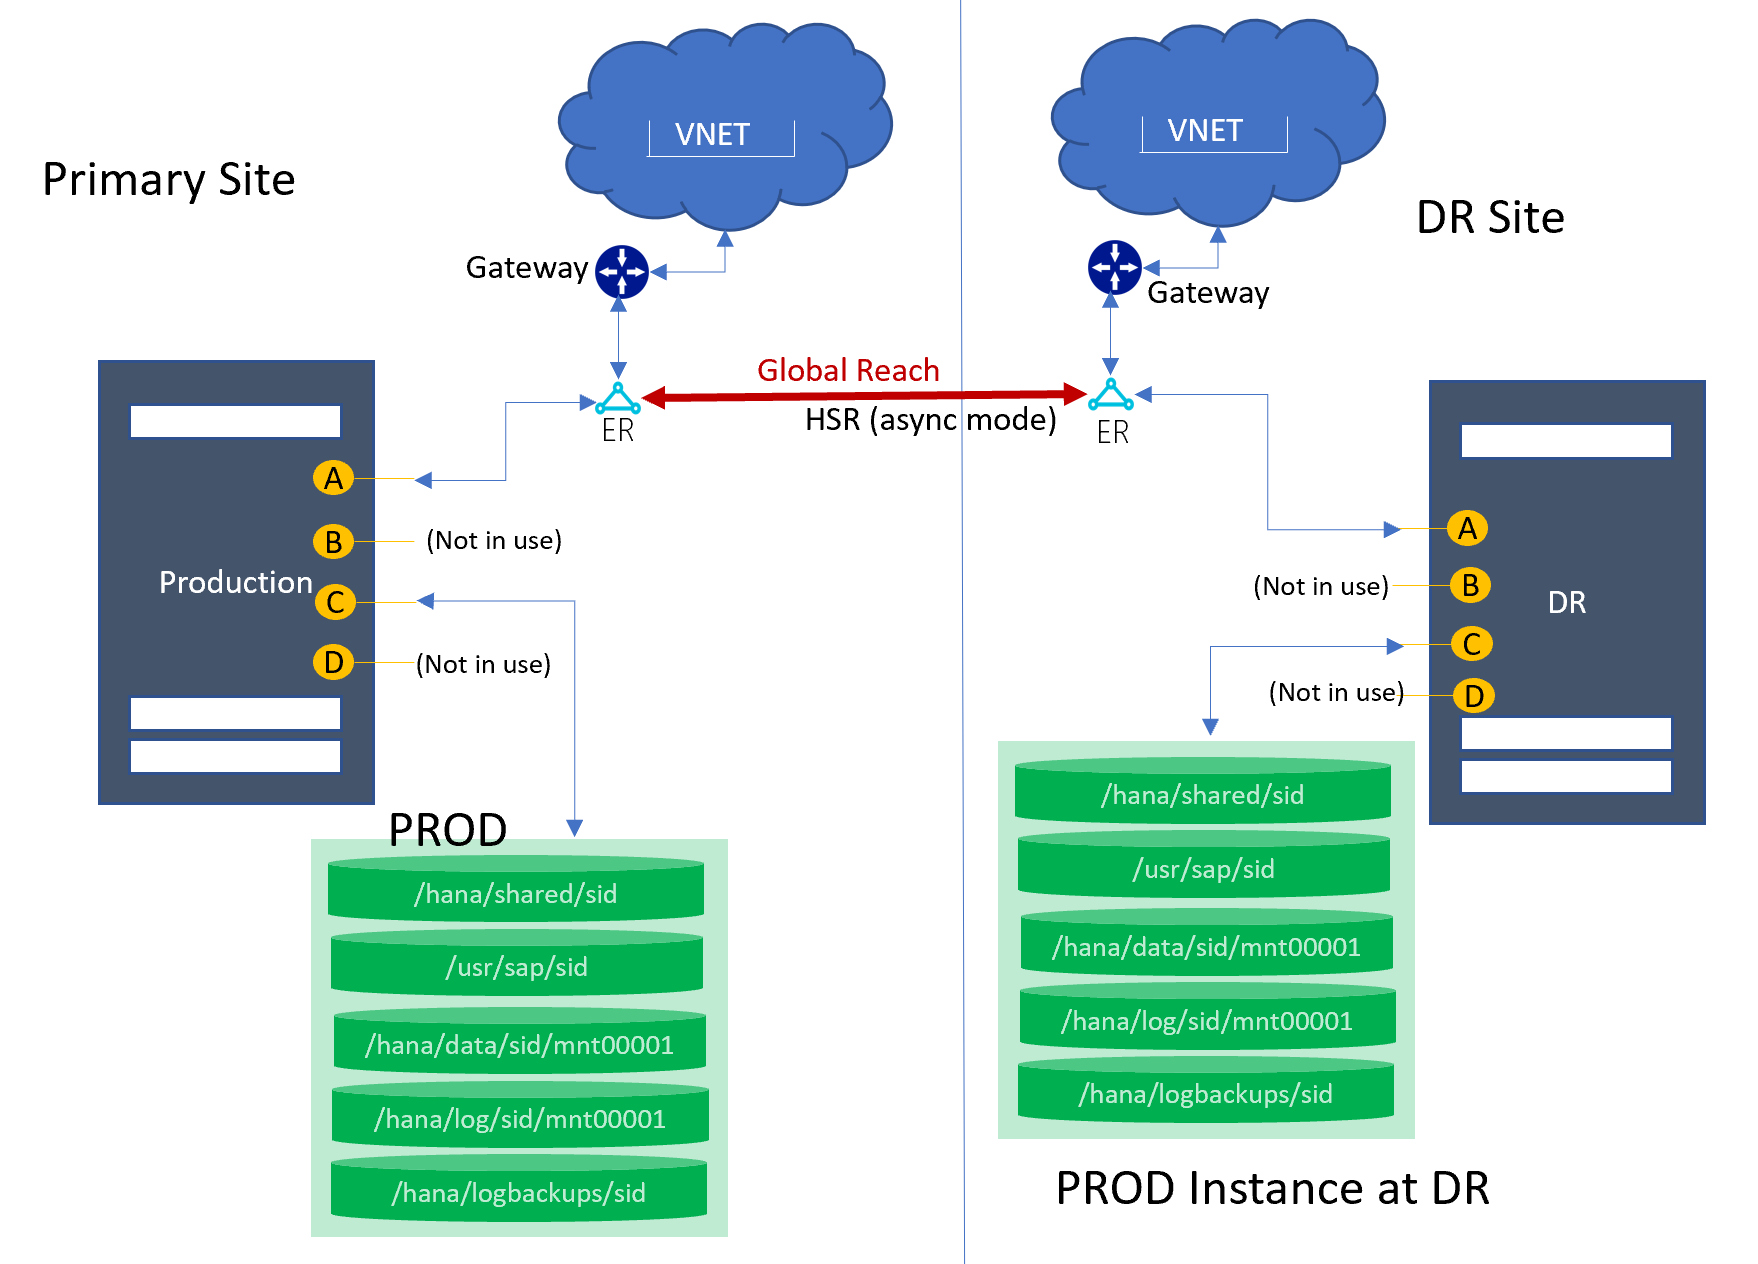 Primary Site
VNET
Gateway
ER
Global Reach
HSR (async mode)
Production
A
B
C
D
(Not in use)
(Not in use)
PROD
/hana/shared/sid
/usr/sap/sid
/hana/data/sid/mnt00001
/hana/log/sid/mnt00001
/hana/logbackups/sid
VNET
DR Site
Gateway
ER
A
(Not in use)
B
DR
C
(Not in use)
D
/hana/shared/sid
/usr/sap/sid
/hana/data/sid/mnt00001
/hana/log/sid/mnt00001
/hana/logbackups/sid
PROD Instance at DR